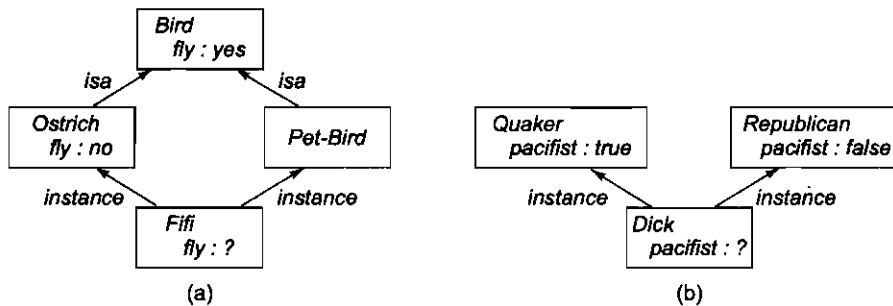 Bird
fly : yes
isa
isa
Ostrich
fly : no
Pet-Bird
instance
instance
Fifi
fly : ?
(a)
Quaker
pacifist : true
Republican
pacifist : false
instance
instance
Dick
pacifist : ?
(b)